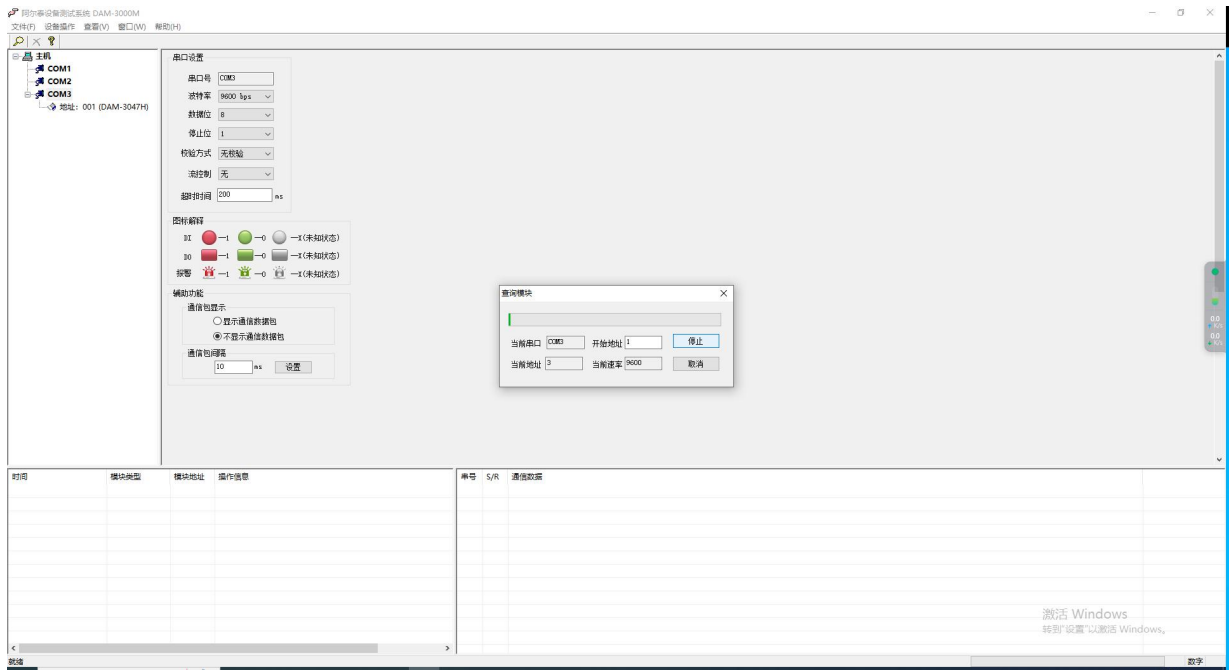 阿尔泰设备测试系统 DAM-3000M
文件(F) 设备操作 查看(V) 窗口(W) 帮助(H)
主机
COM1
COM2
COM3
地址: 001 (DAM-3047H)
串口设置
串口号 COM3
波特率 9600 bps
数据位 8
停止位 1
校验方式 无校验
流控制 无
超时时间 200 ms
图标解释
DI —1 —0 —X(未知状态)
DO —1 —0 —X(未知状态)
报警 —1 —0 —X(未知状态)
辅助功能
通信包显示
显示通信数据包
不显示通信数据包
通信包间隔
10 ms 设置
查询模块
当前串口 COM3 开始地址 1 停止
当前地址 3 当前速率 9600 取消
0.0
K/s
0.0
K/s
时间 模块类型 模块地址 操作信息
串号 S/R 通信数据
激活 Windows
转到"设置"以激活 Windows。
就绪 数字